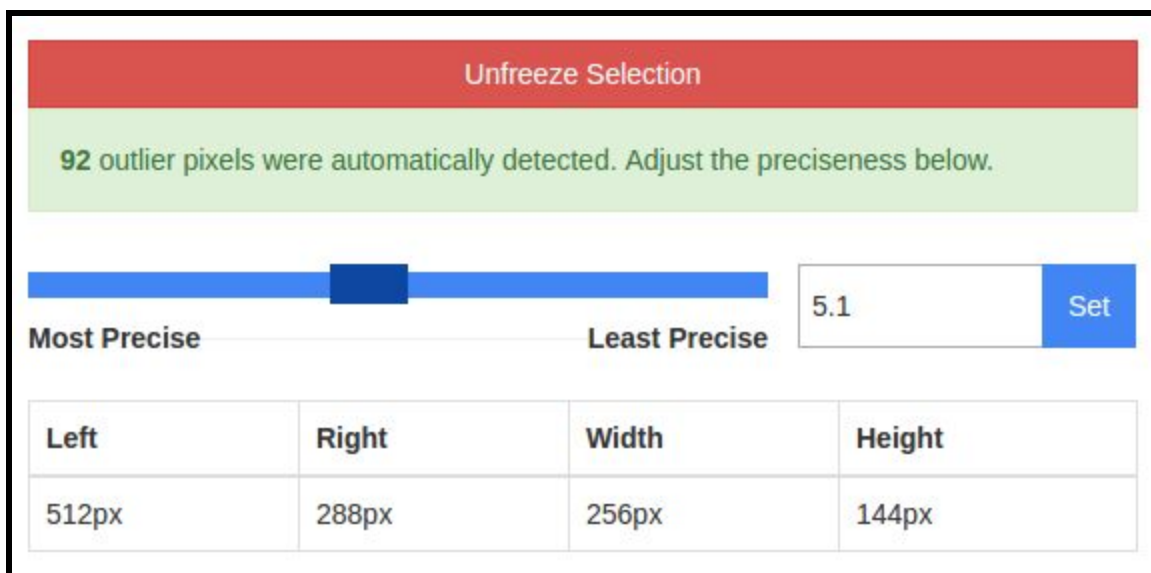 Unfreeze Selection
92 outlier pixels were automatically detected. Adjust the preciseness below.
5.1 Set
Most Precise Least Precise
Left Right Width Height
512px 288px 256px 144px